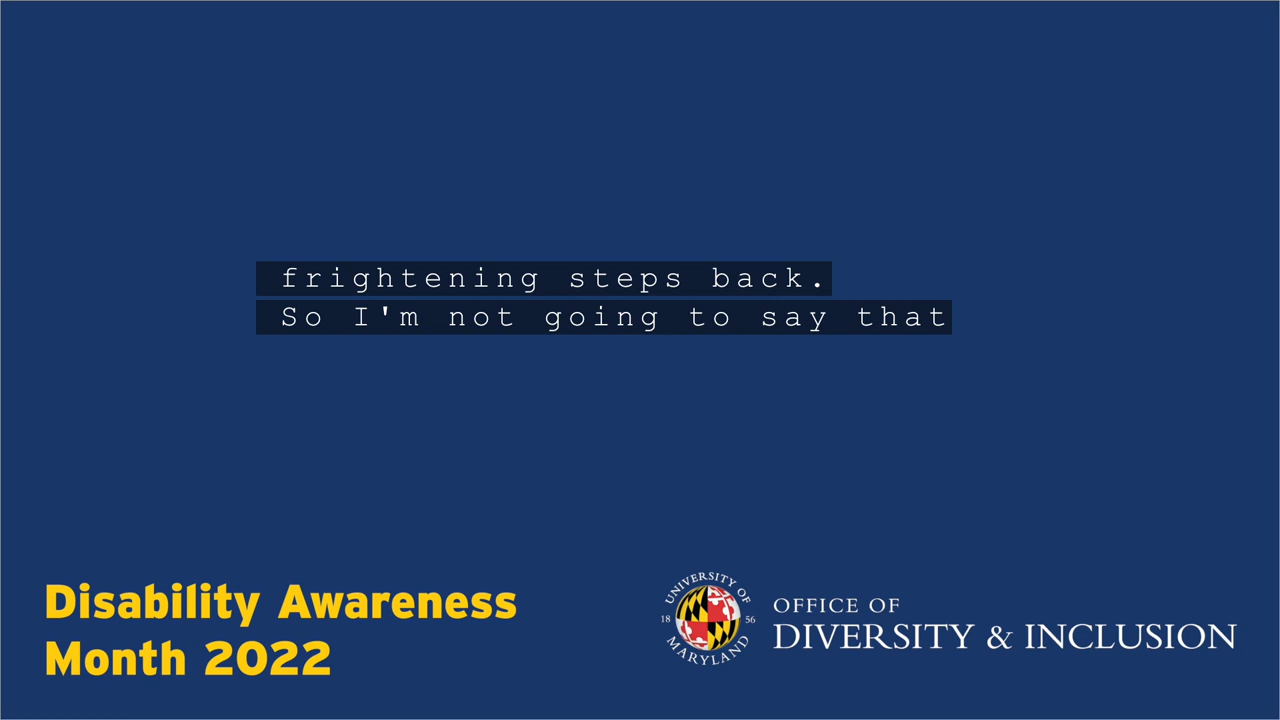 frightening steps back.
So I'm not going to say that
Disability Awareness
Month 2022
UNIVERSITY OF
18 56
MARYLAND
OFFICE OF
DIVERSITY & INCLUSION